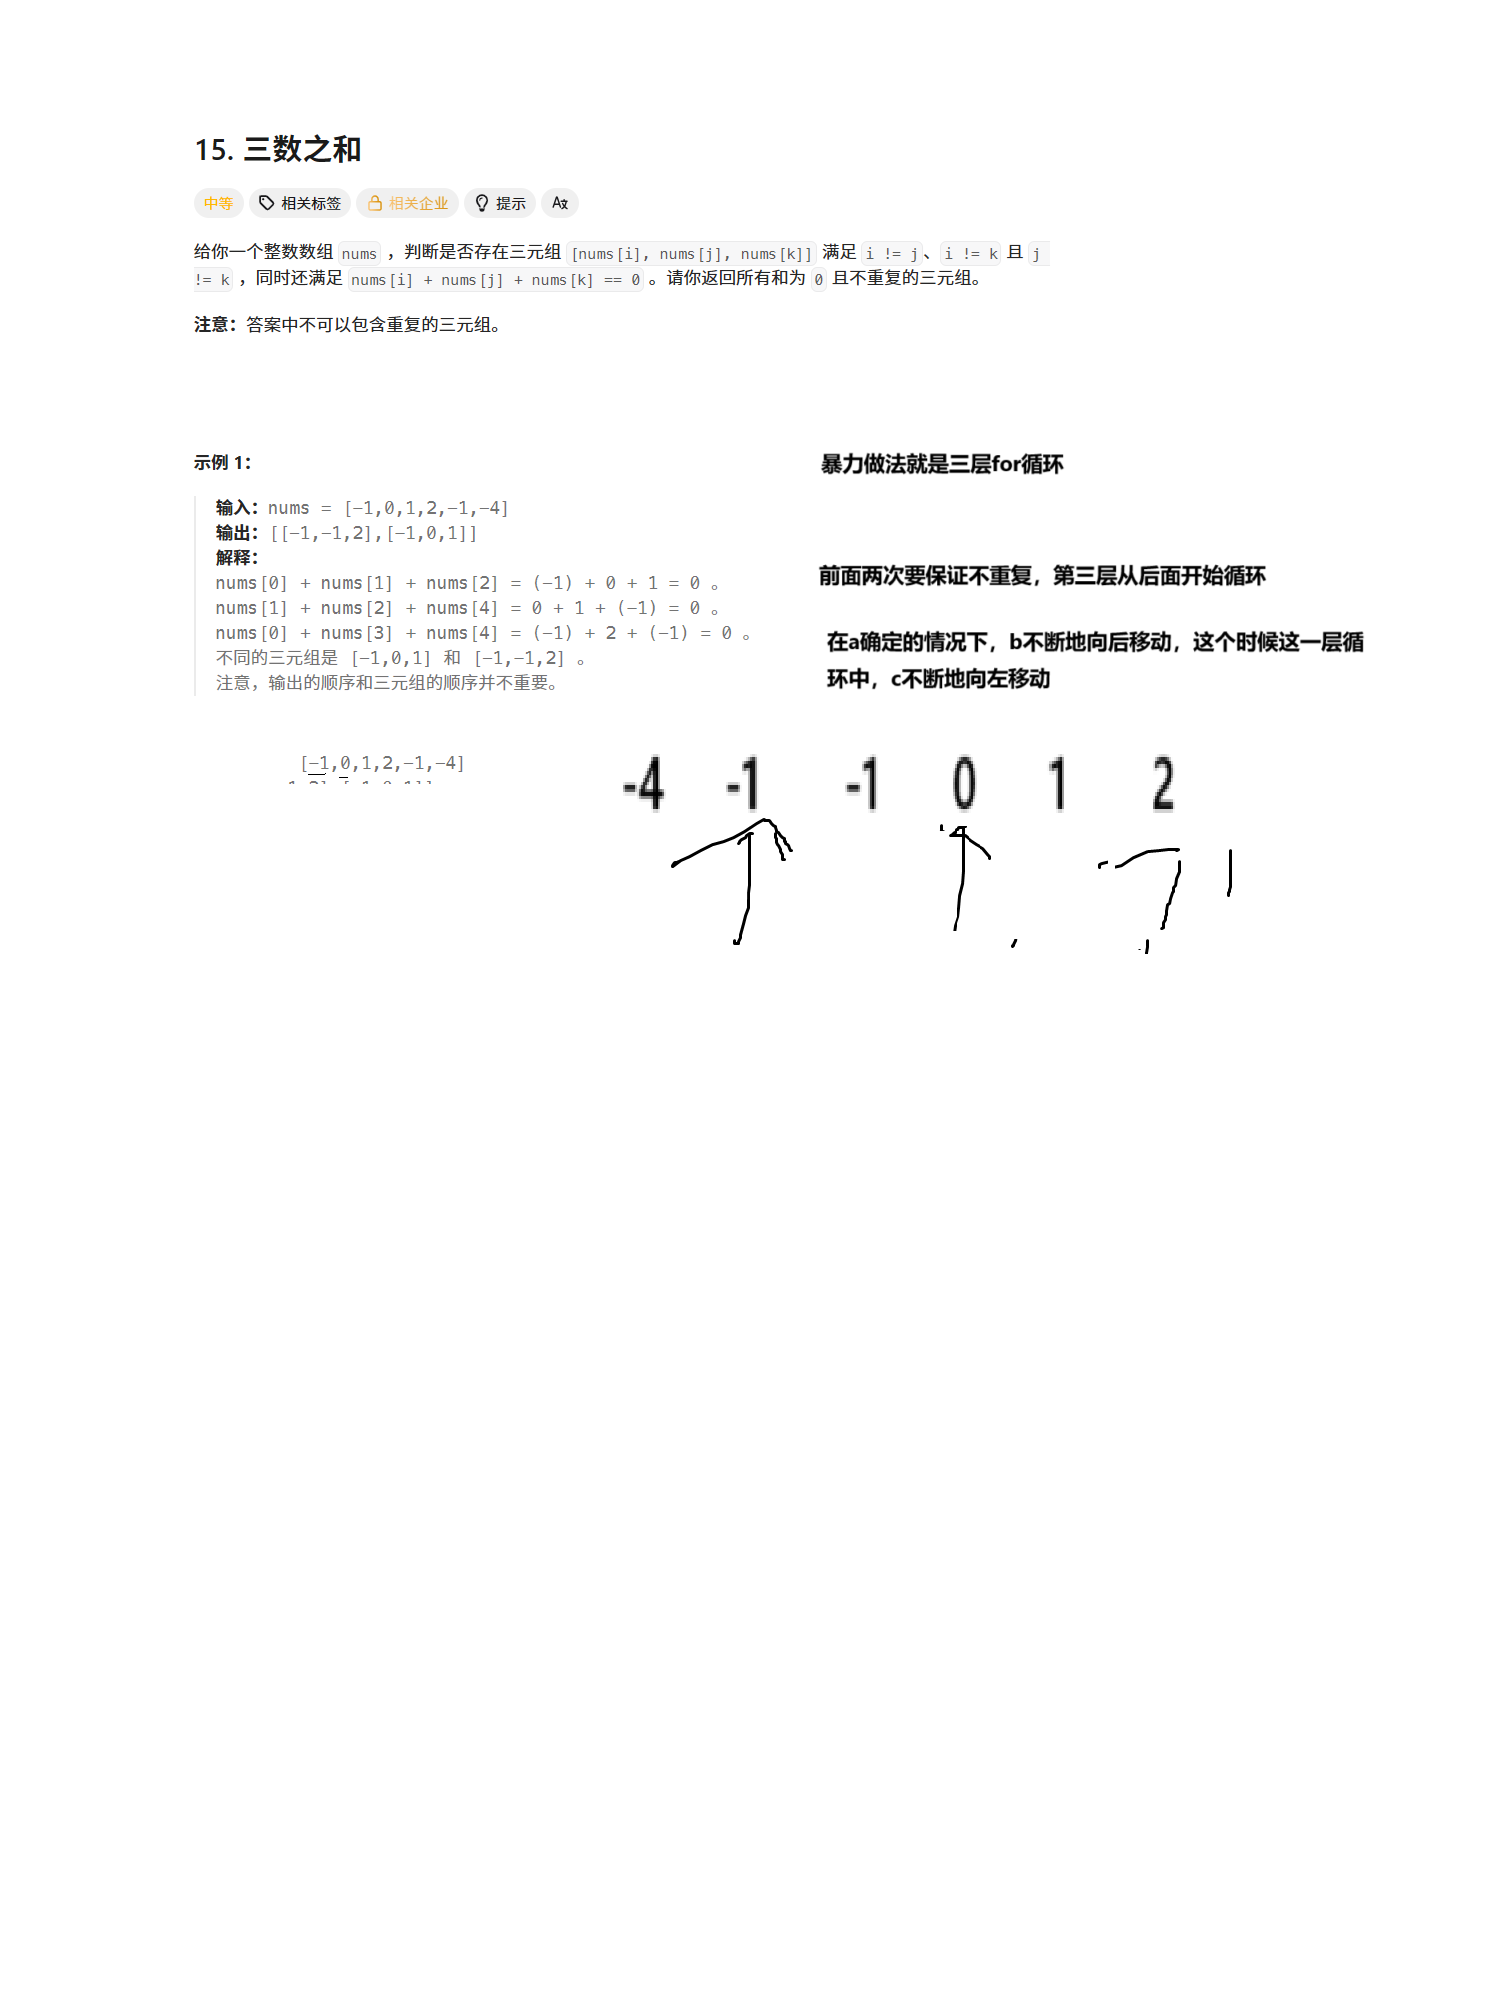 15. 三数之和
中等 相关标签 相关企业 提示
给你一个整数数组 nums ，判断是否存在三元组 [nums[i], nums[j], nums[k]] 满足 i != j、i != k 且 j
!= k ，同时还满足 nums[i] + nums[j] + nums[k] == 0 。请你返回所有和为 0 且不重复的三元组。
注意：答案中不可以包含重复的三元组。
示例 1：
暴力做法就是三层for循环
输入：nums = [-1,0,1,2,-1,-4]
输出：[[-1,-1,2],[-1,0,1]]
解释：
nums[0] + nums[1] + nums[2] = (-1) + 0 + 1 = 0 。
nums[1] + nums[2] + nums[4] = 0 + 1 + (-1) = 0 。
nums[0] + nums[3] + nums[4] = (-1) + 2 + (-1) = 0 。
不同的三元组是 [-1,0,1] 和 [-1,-1,2] 。
注意，输出的顺序和三元组的顺序并不重要。
前面两次要保证不重复，第三层从后面开始循环
在a确定的情况下，b不断地向后移动，这个时候这一层循
环中，c不断地向左移动
[-1,0,1,2,-1,-4]
-4 -1 -1 0 1 2